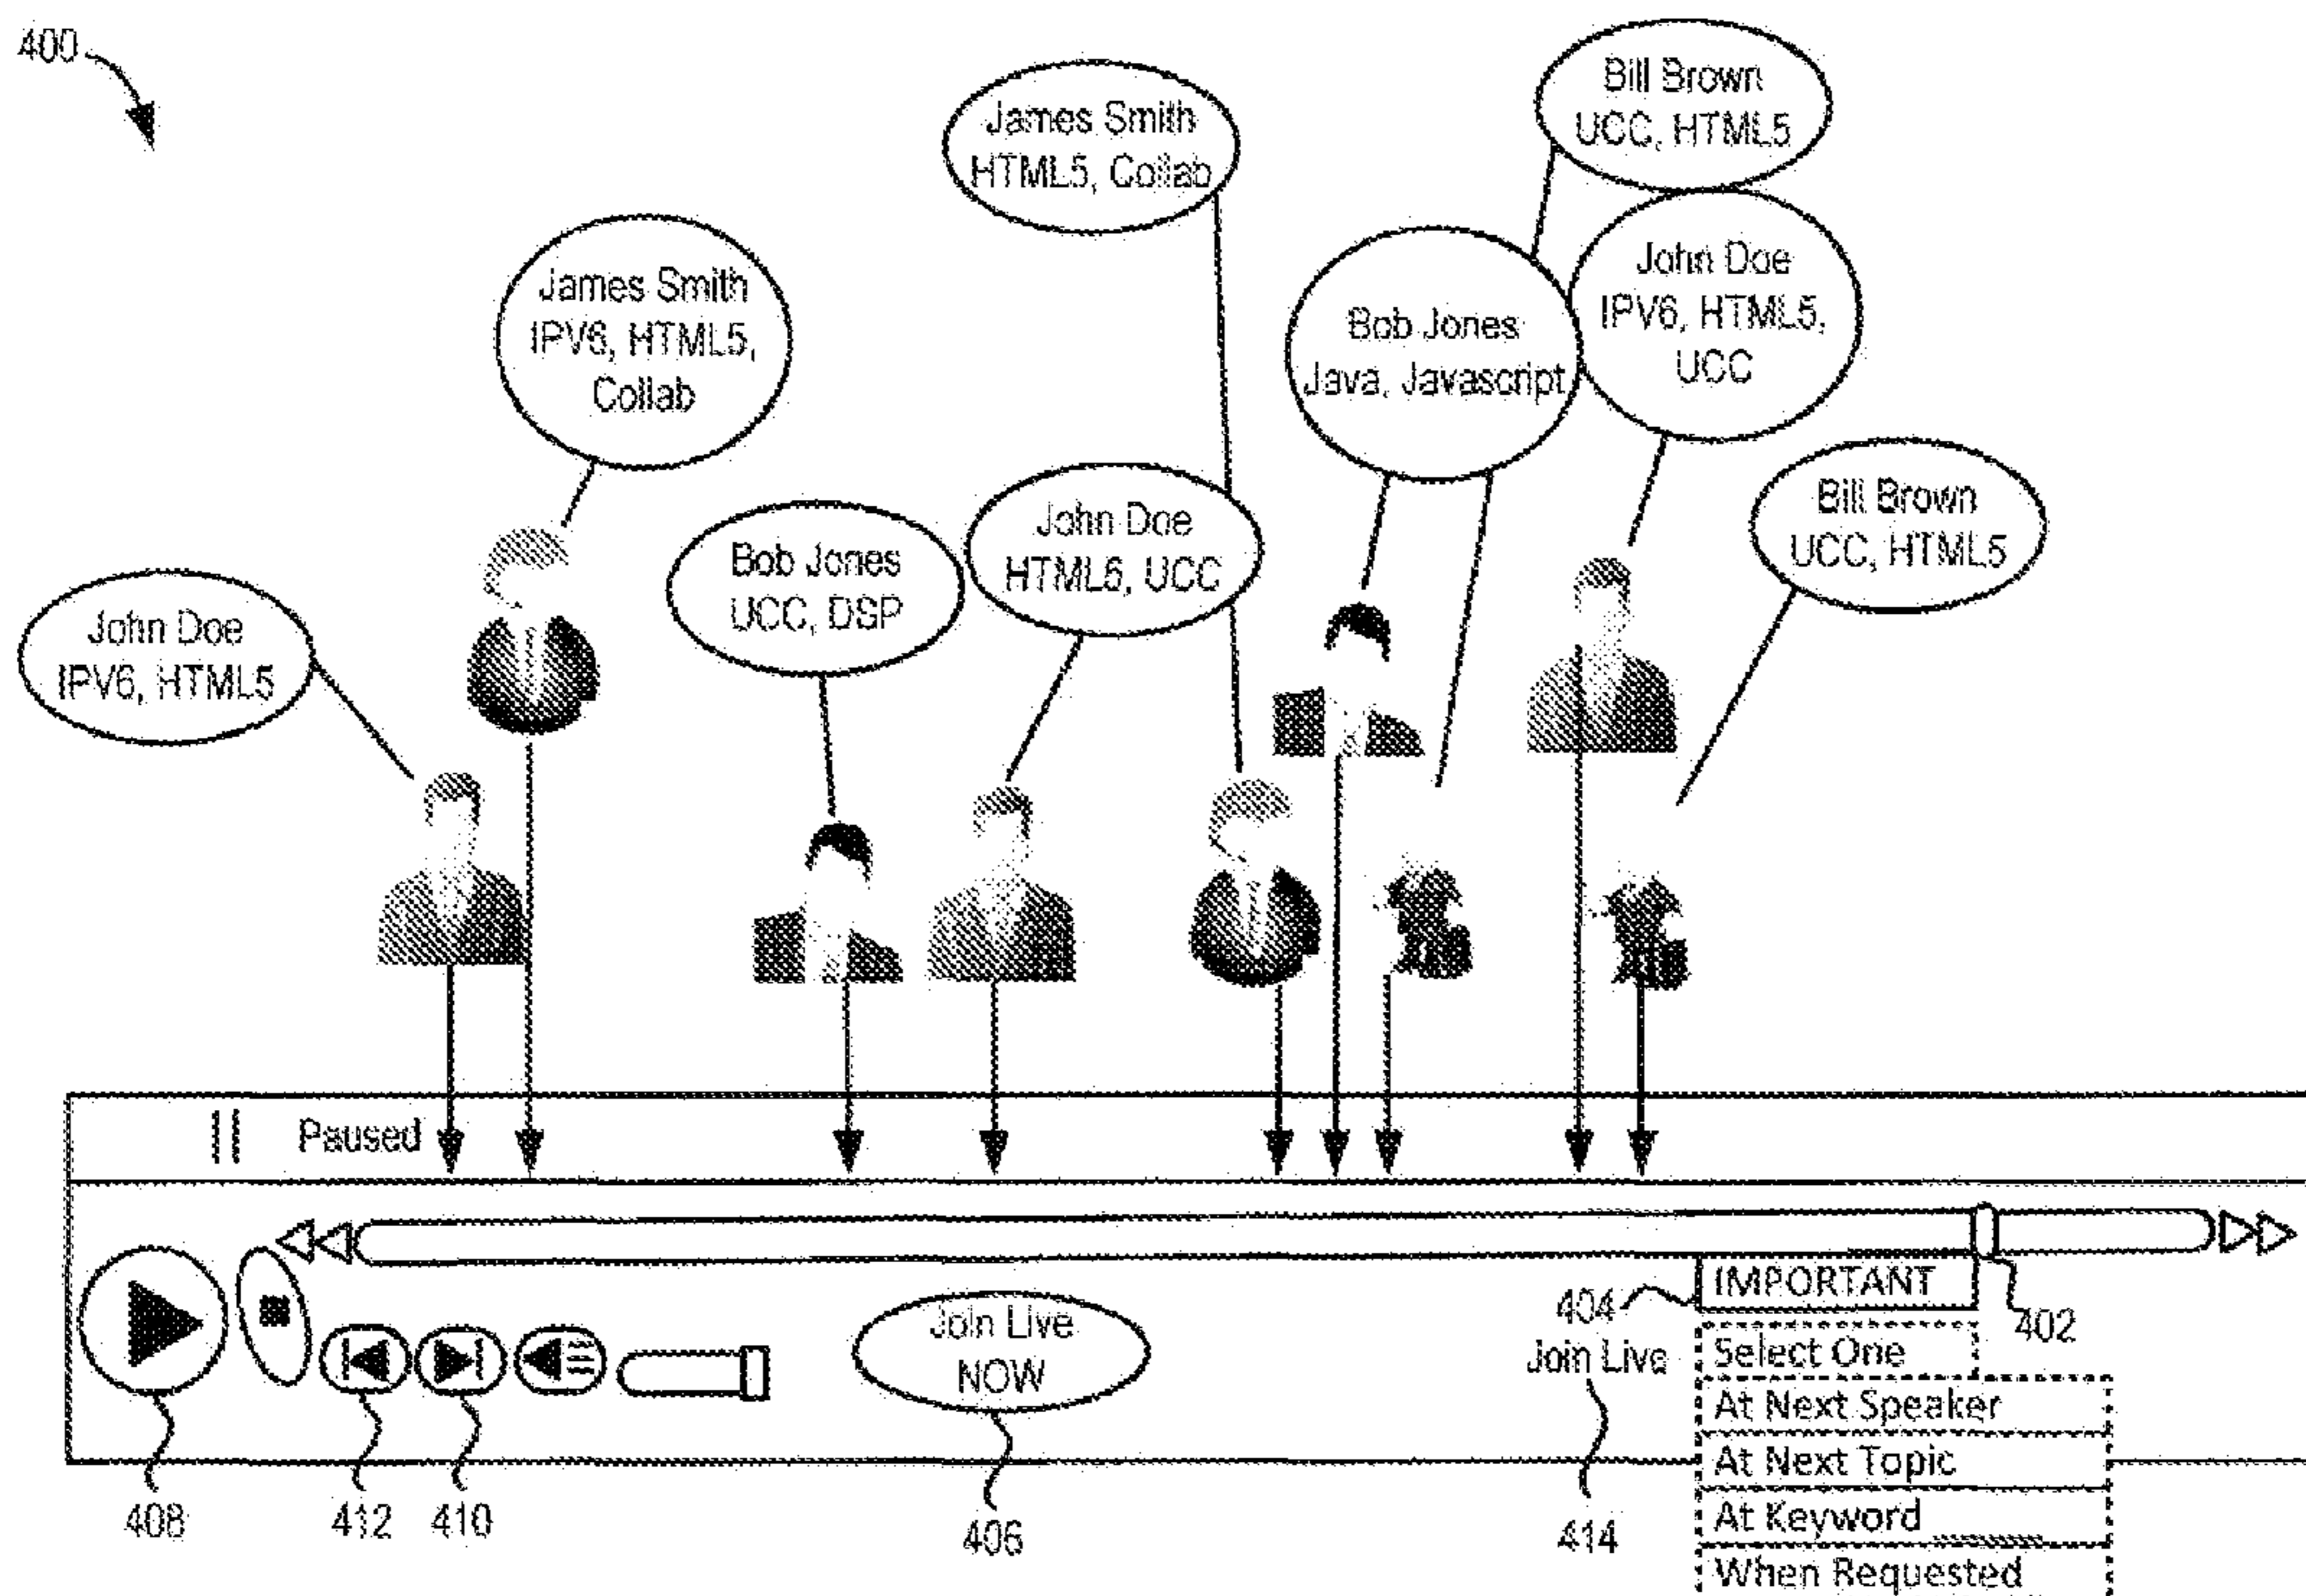 400
Bill Brown
UCC, HTML5
James Smith
HTML5, Collab
James Smith
IPV6, HTML5,
Collab
John Doe
IPV6, HTML5,
UCC
Bob Jones
Java, Javascript
Bill Brown
UCC, HTML5
John Doe
HTML5, UCC
Bob Jones
UCC, DSP
John Doe
IPV6, HTML5
Paused
IMPORTANT
404
402
Join Live
NOW
Join Live
Select One
At Next Speaker
At Next Topic
At Keyword ______
When Requested
408
412
410
406
414